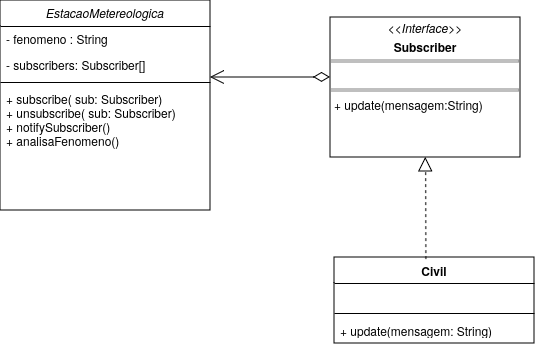 EstacaoMetereologica
- fenomeno : String
- subscribers: Subscriber[]
+ subscribe( sub: Subscriber)
+ unsubscribe( sub: Subscriber)
+ notifySubscriber()
+ analisaFenomeno()
<<Interface>>
Subscriber
+ update(mensagem:String)
Civil
+ update(mensagem: String)